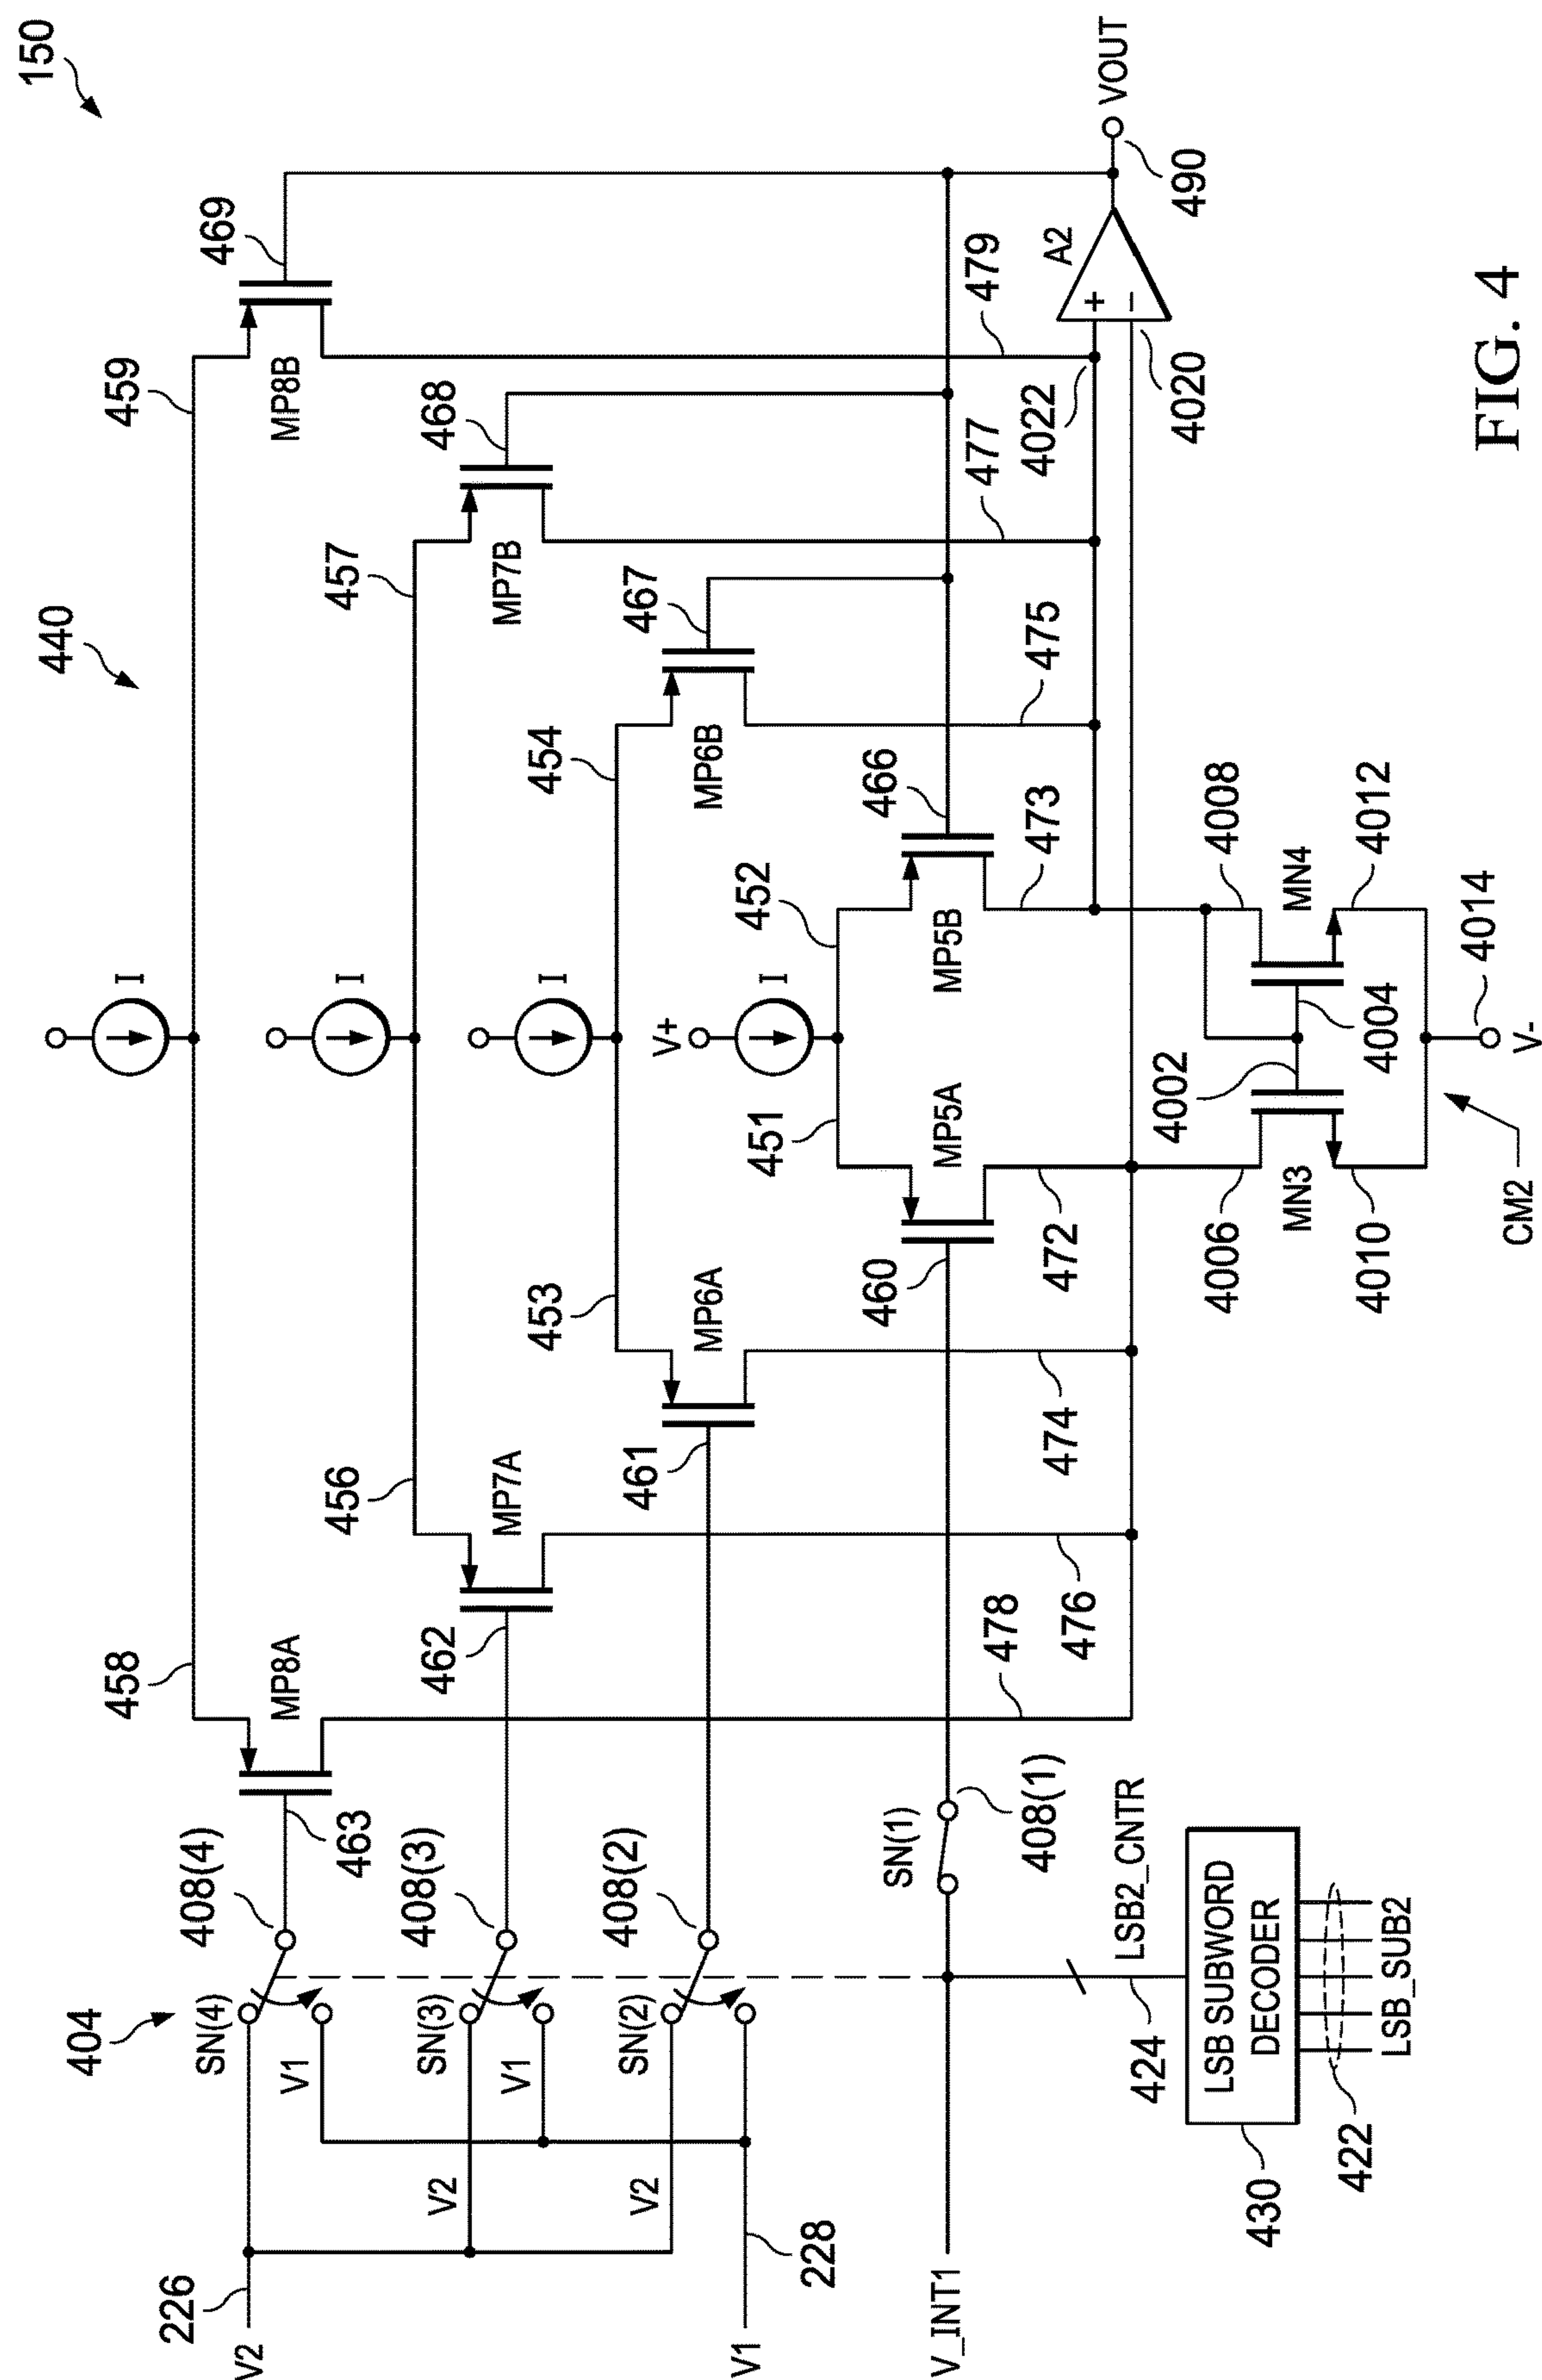 150
440
459
469
MP8B
457
468
MP7B
454
467
MP6B
452
466
MP5B
479
477
475
473
A2
+
−
VOUT
490
4022
4020
I
I
I
V+
I
451
MP5A
453
MP6A
456
MP7A
458
MP8A
460
461
462
463
472
474
476
478
4008
MN4
4012
4004
4002
4014
V-
4006
MN3
4010
CM2
404
408(4)
SN(4)
V1
408(3)
SN(3)
V1
408(2)
SN(2)
V2
V2
SN(1)
408(1)
226
V2
228
V1
V_INT1
LSB2_CNTR
424
LSB SUBWORD
DECODER
430
422
LSB_SUB2
FIG. 4